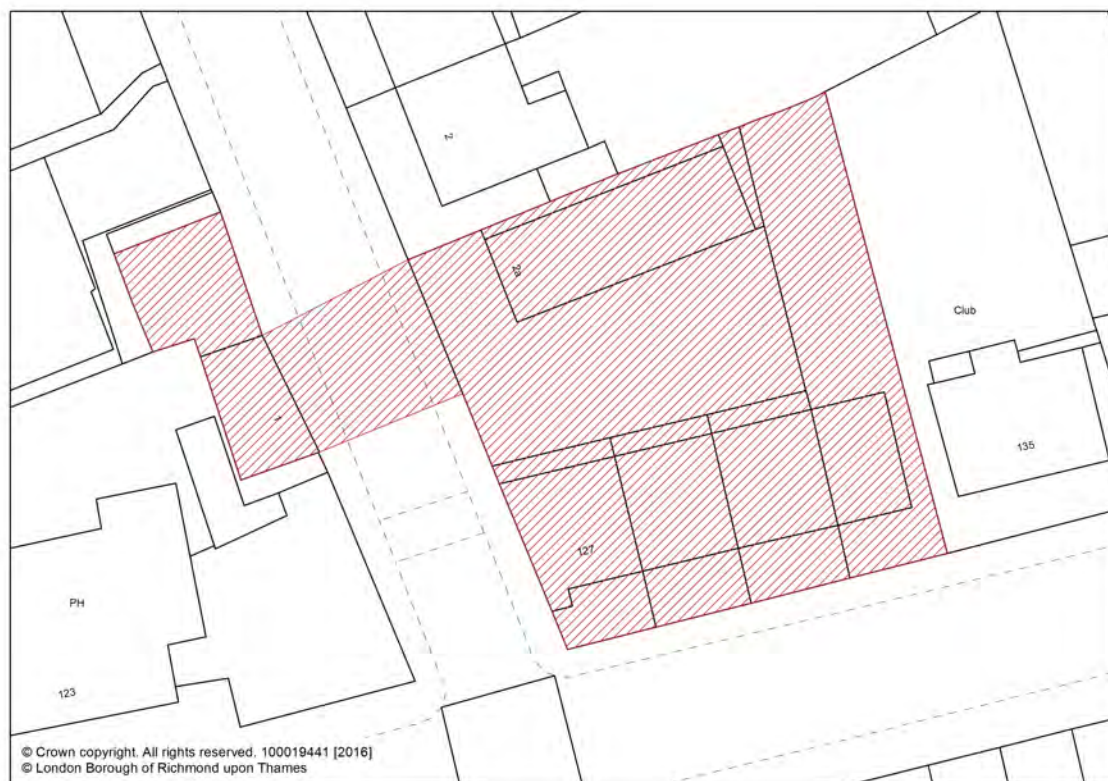 2
2a
Club
1
135
127
PH
123
© Crown copyright. All rights reserved. 100019441 [2016]
© London Borough of Richmond upon Thames